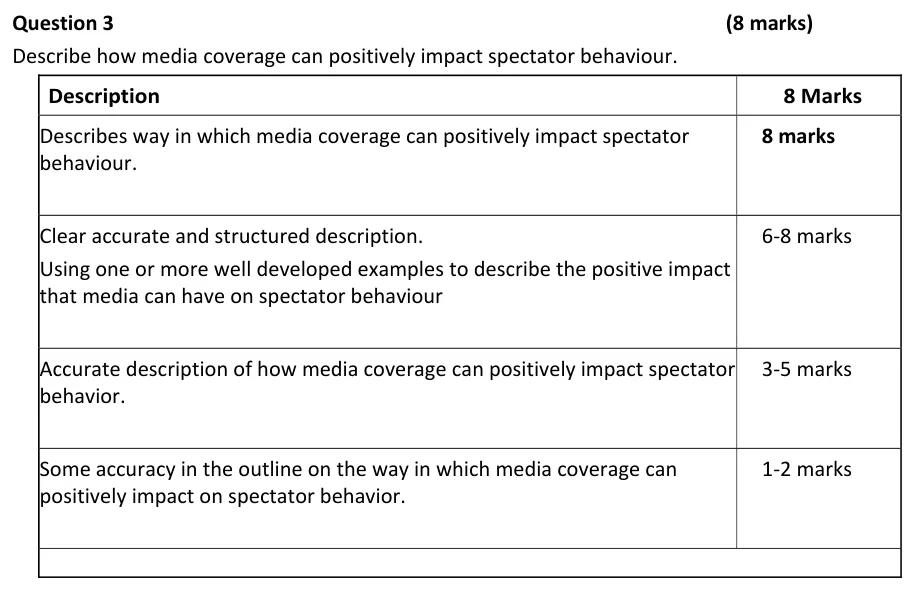 Question 3 (8 marks)
Describe how media coverage can positively impact spectator behaviour.
Description 8 Marks
Describes way in which media coverage can positively impact spectator 8 marks
behaviour.
Clear accurate and structured description. 6-8 marks
Using one or more well developed examples to describe the positive impact
that media can have on spectator behaviour
Accurate description of how media coverage can positively impact spectator 3-5 marks
behavior.
Some accuracy in the outline on the way in which media coverage can 1-2 marks
positively impact on spectator behavior.